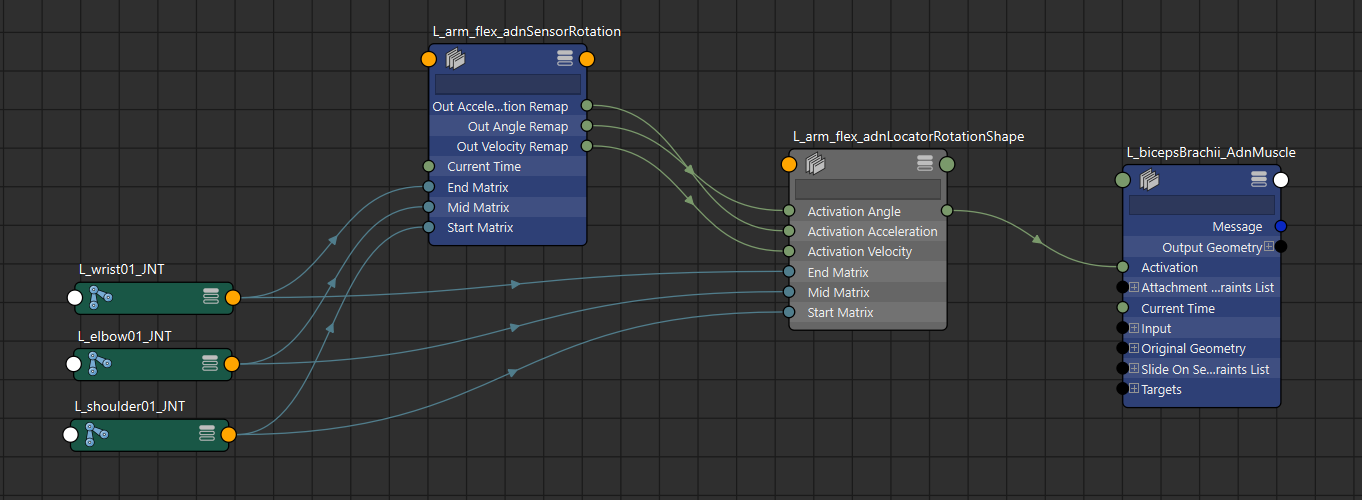 L_arm_flex_adnSensorRotation
Out Accele...tion Remap
Out Angle Remap
Out Velocity Remap
Current Time
End Matrix
Mid Matrix
Start Matrix
L_wrist01_JNT
L_elbow01_JNT
L_shoulder01_JNT
L_arm_flex_adnLocatorRotationShape
Activation Angle
Activation Acceleration
Activation Velocity
End Matrix
Mid Matrix
Start Matrix
L_bicepsBrachii_AdnMuscle
Message
Output Geometry
Activation
Attachment ...raints List
Current Time
Input
Original Geometry
Slide On Se...raints List
Targets